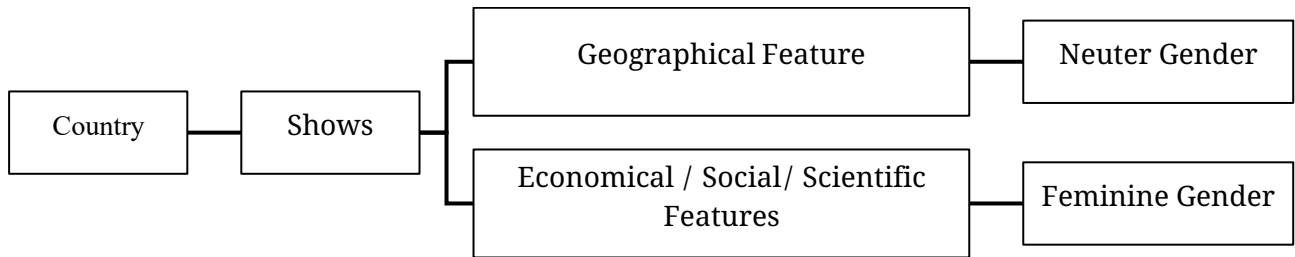 Country
Shows
Geographical Feature
Neuter Gender
Economical / Social/ Scientific
Features
Feminine Gender